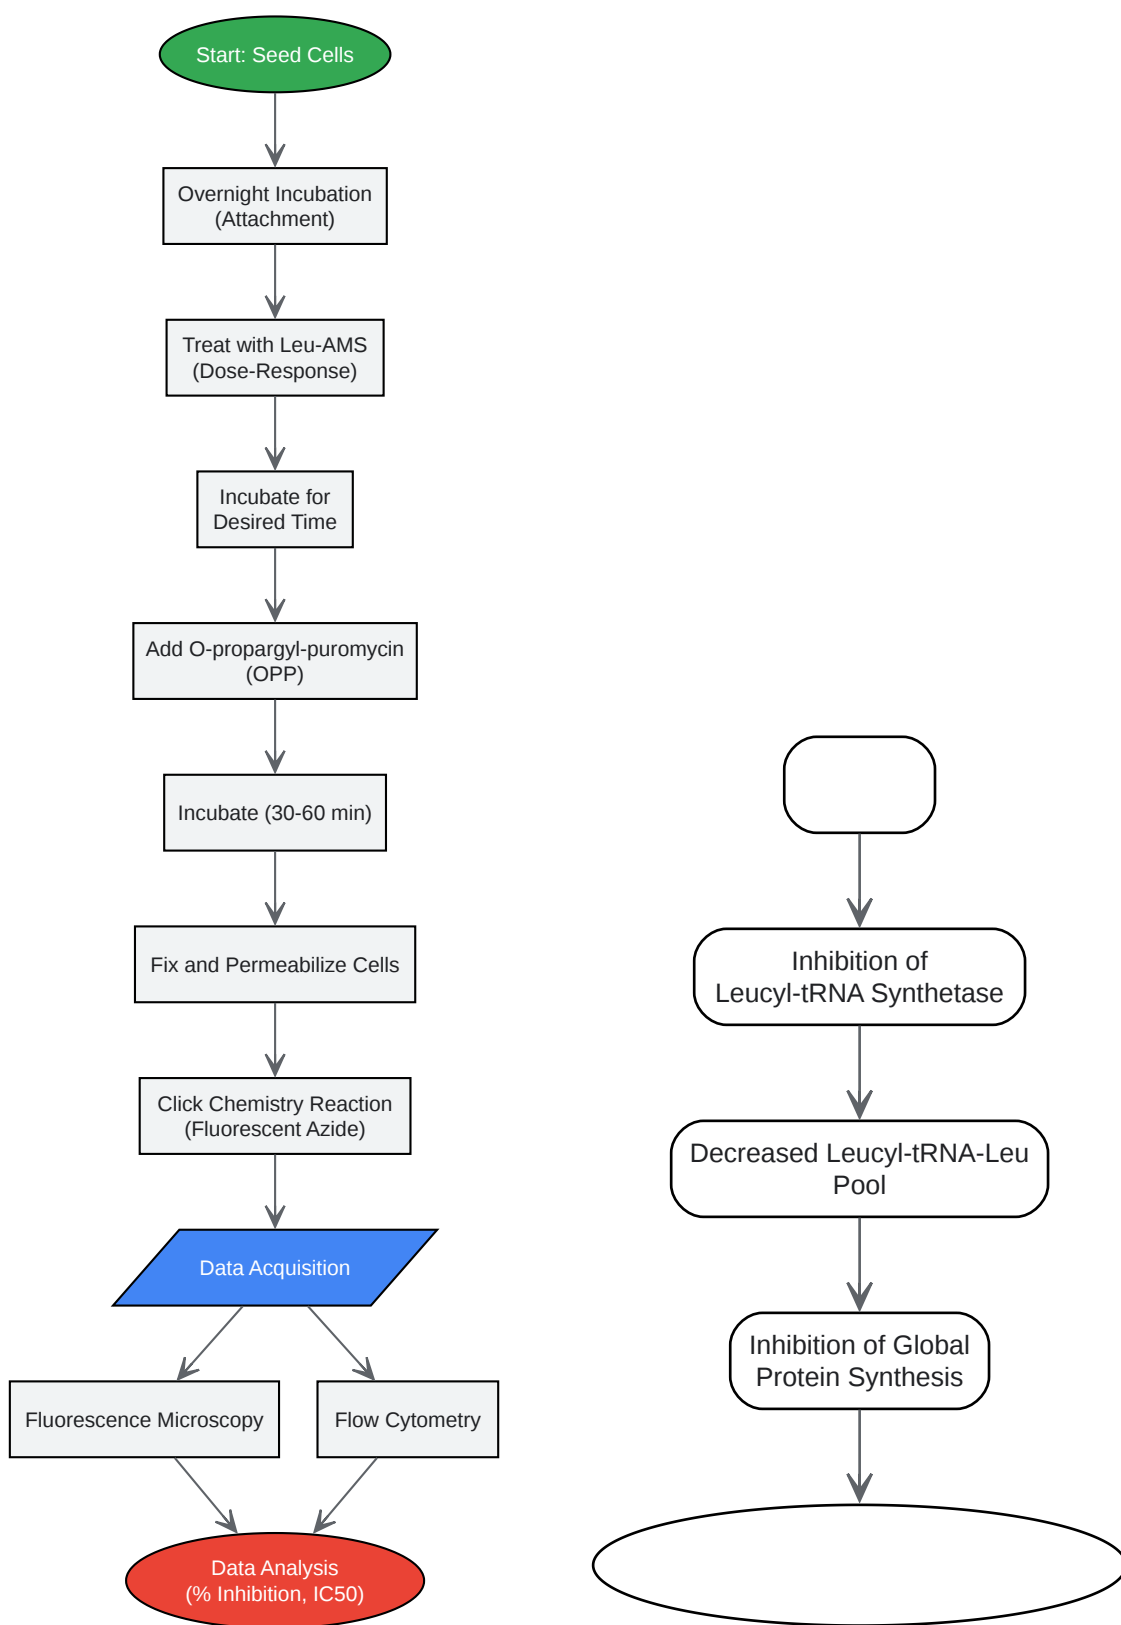 Start: Seed Cells
Overnight Incubation
(Attachment)
Treat with Leu-AMS
(Dose-Response)
Incubate for
Desired Time
Add O-propargyl-puromycin
(OPP)
Incubate (30-60 min)
Fix and Permeabilize Cells
Click Chemistry Reaction
(Fluorescent Azide)
Data Acquisition
Fluorescence Microscopy
Flow Cytometry
Data Analysis
(% Inhibition, IC50)
Inhibition of
Leucyl-tRNA Synthetase
Decreased Leucyl-tRNA-Leu
Pool
Inhibition of Global
Protein Synthesis